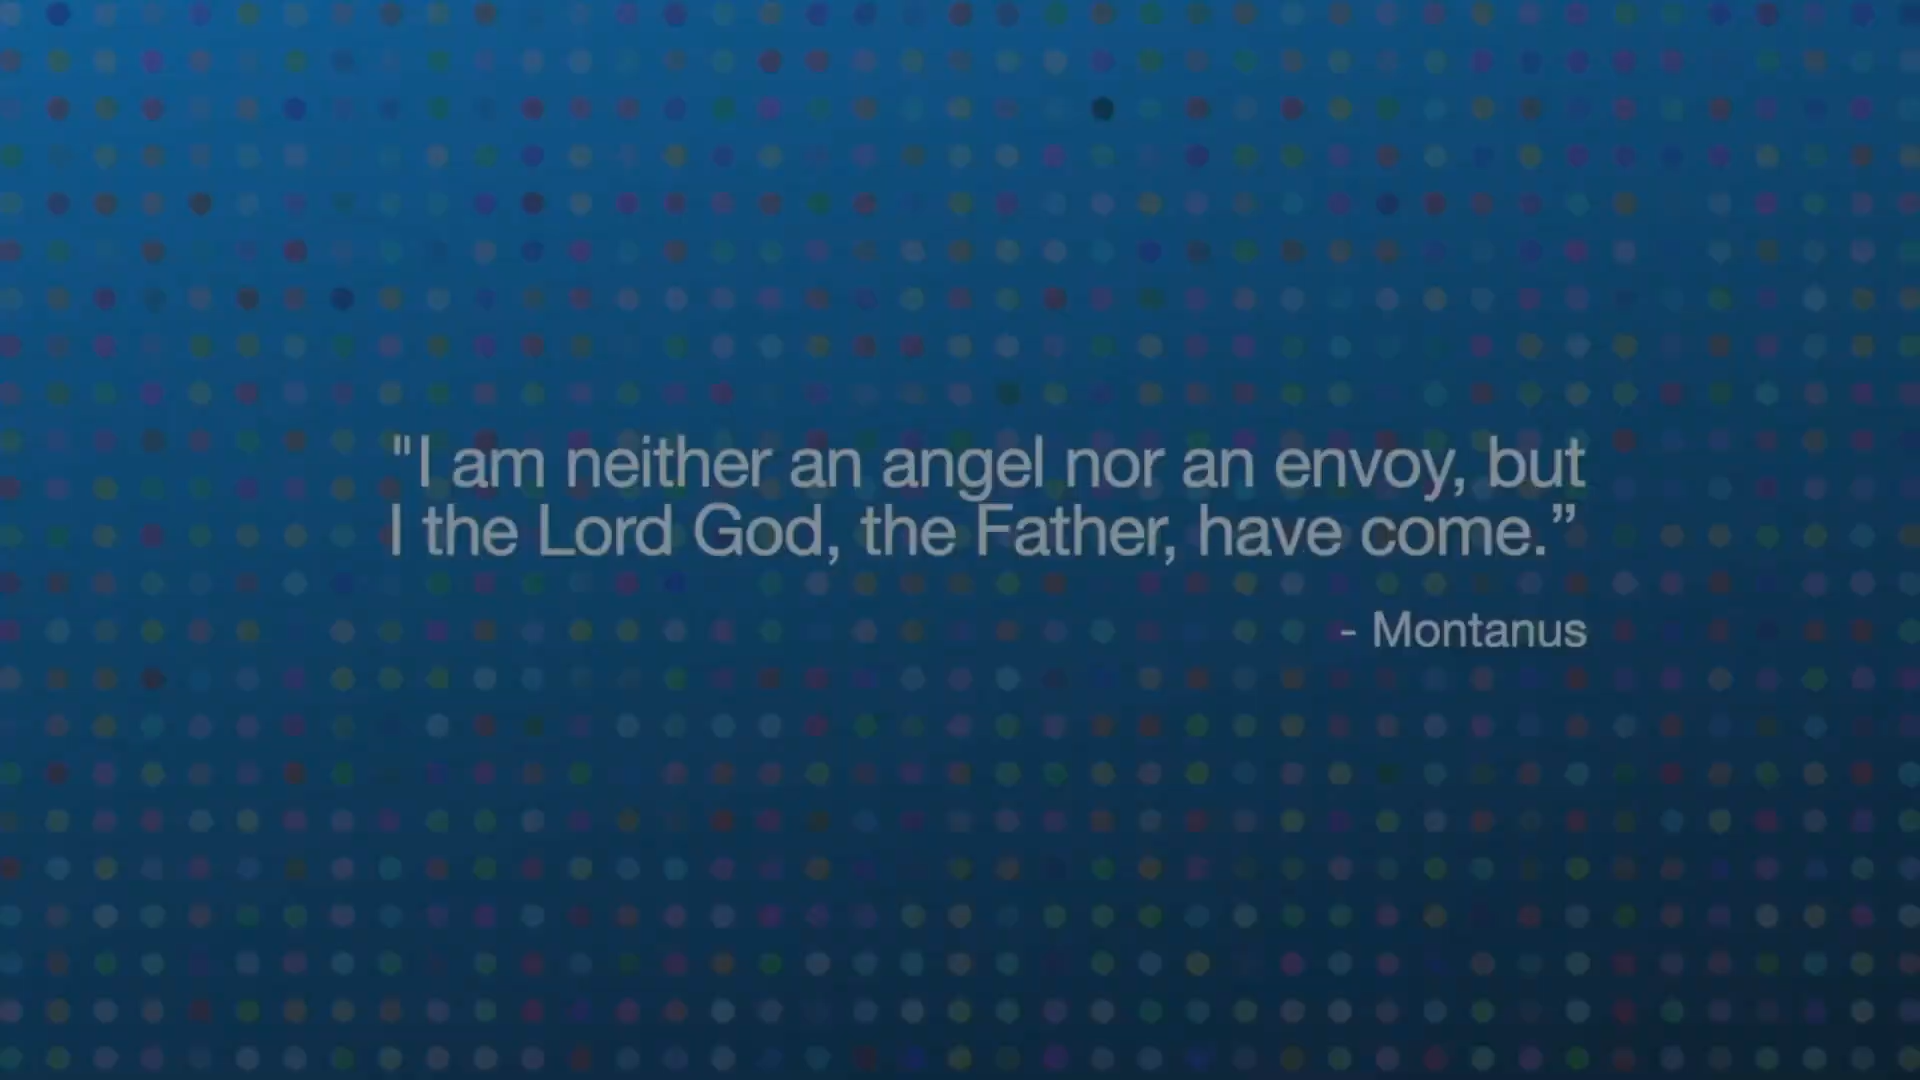 "I am neither an angel nor an envoy, but
I the Lord God, the Father, have come.”
- Montanus